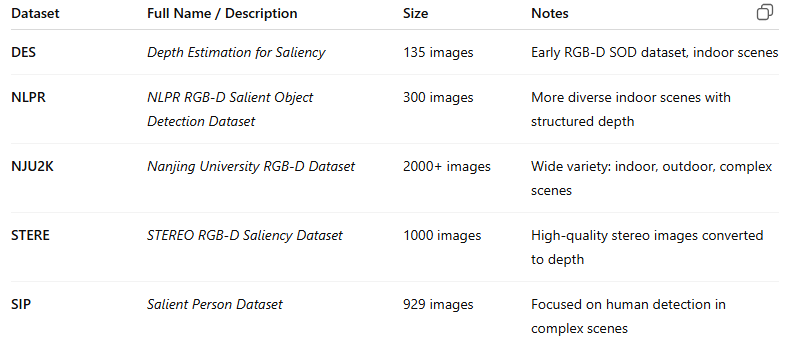 Dataset Full Name / Description Size Notes
DES Depth Estimation for Saliency 135 images Early RGB-D SOD dataset, indoor scenes
NLPR NLPR RGB-D Salient Object 300 images More diverse indoor scenes with
Detection Dataset structured depth
NJU2K Nanjing University RGB-D Dataset 2000+ images Wide variety: indoor, outdoor, complex
scenes
STERE STEREO RGB-D Saliency Dataset 1000 images High-quality stereo images converted
to depth
SIP Salient Person Dataset 929 images Focused on human detection in
complex scenes